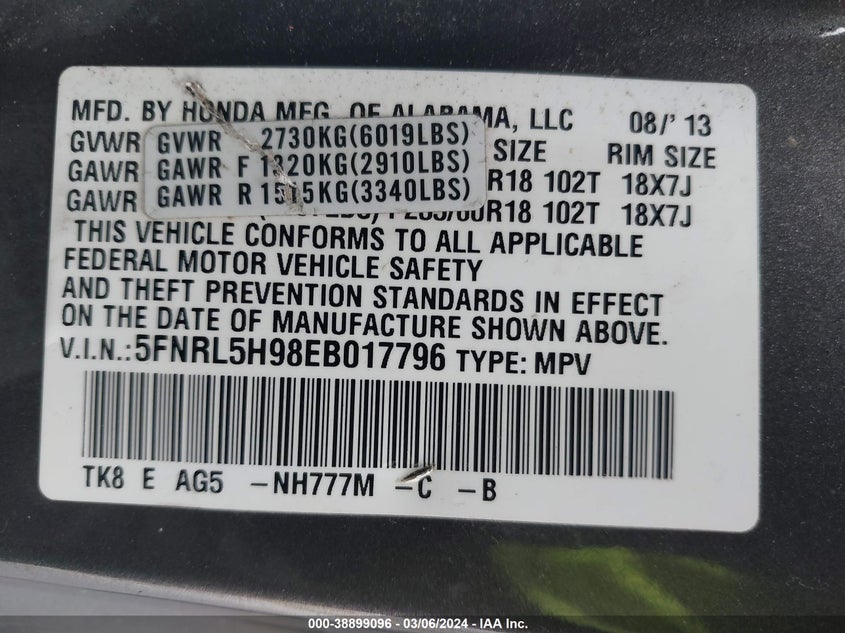 MFD. BY HONDA MFG. OF ALABAMA, LLC 08/' 13
GVWR GVWR 2730KG(6019LBS) SIZE RIM SIZE
GAWR GAWR F 1320KG(2910LBS) R18 102T 18X7J
GAWR GAWR R 1515KG(3340LBS) R18 102T 18X7J
THIS VEHICLE CONFORMS TO ALL APPLICABLE
FEDERAL MOTOR VEHICLE SAFETY
AND THEFT PREVENTION STANDARDS IN EFFECT
ON THE DATE OF MANUFACTURE SHOWN ABOVE.
V.I.N.:5FNRL5H98EB017796 TYPE: MPV
TK8 E AG5 -NH777M -C -B
000-38899096 - 03/06/2024 - IAA Inc.